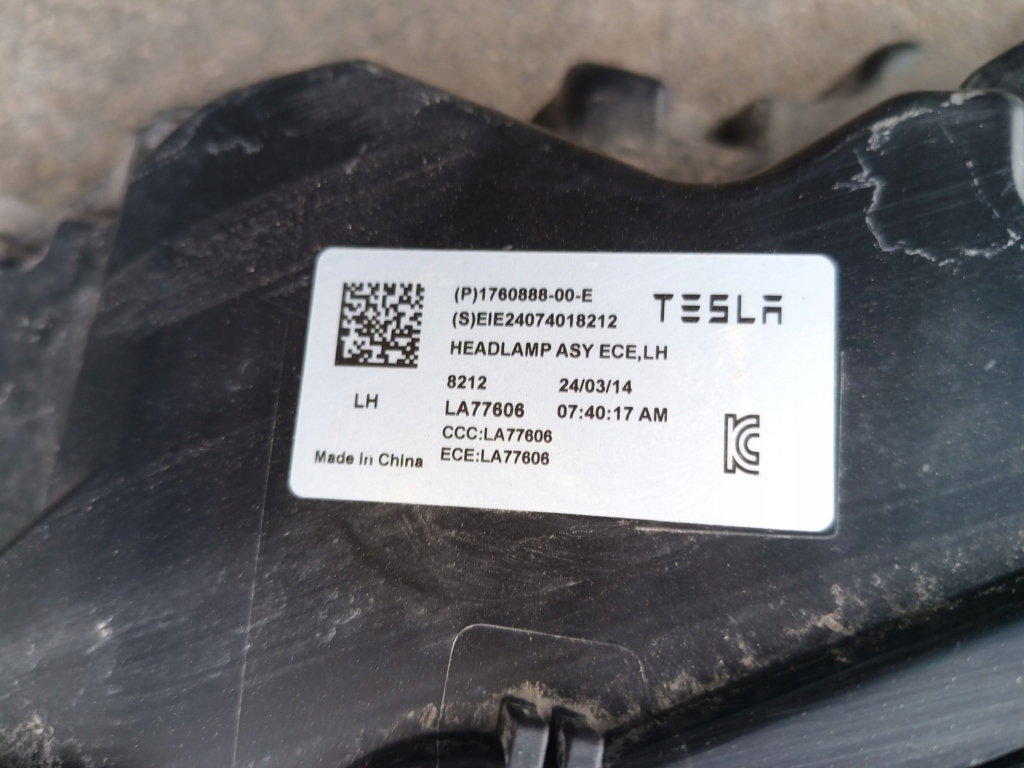 (P)1760888-00-E
TESLA
(S)EIE24074018212
HEADLAMP ASY ECE,LH
8212 24/03/14
LH
LA77606 07:40:17 AM
CCC:LA77606
Made In China
ECE:LA77606
KC